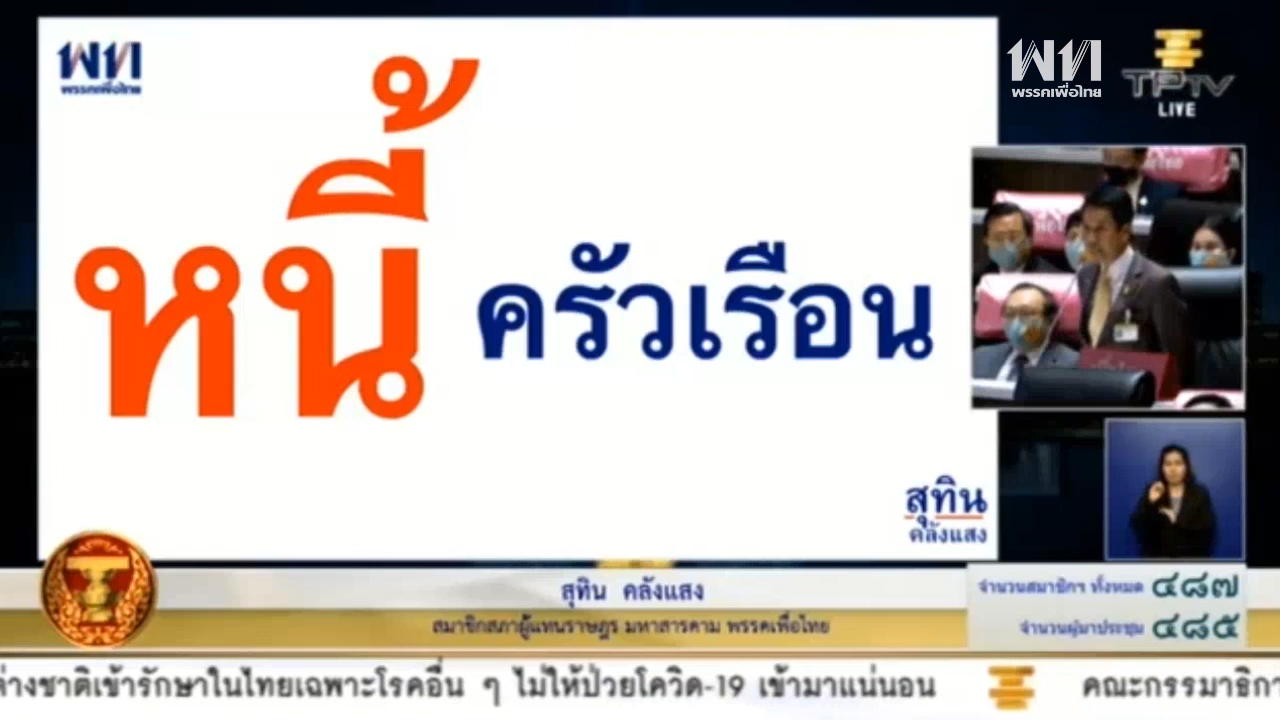 พท
พรรคเพื่อไทย
พท
พรรคเพื่อไทย
TPTV
LIVE
หนี้ ครัวเรือน
สุทิน
คลังแสง
สุทิน คลังแสง
สมาชิกสภาผู้แทนราษฎร มหาสารคาม พรรคเพื่อไทย
จำนวนสมาชิกฯ ทั้งหมด ๔๘๗
จำนวนผู้มาประชุม ๔๘๕
ต่างชาติเข้ารักษาในไทยเฉพาะโรคอื่น ๆ ไม่ให้ป่วยโควิด-19 เข้ามาแน่นอน คณะกรรมาธิกา